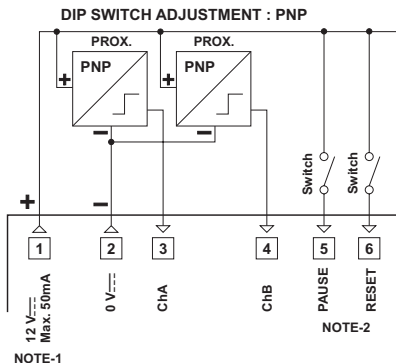 DIP SWITCH ADJUSTMENT : PNP
PROX.
PROX.
PNP
PNP
+
+
−
−
Switch
Switch
+
−
1
2
3
4
5
6
12 V⎓
Max. 50mA
0 V⎓
ChA
ChB
PAUSE
RESET
NOTE-1
NOTE-2